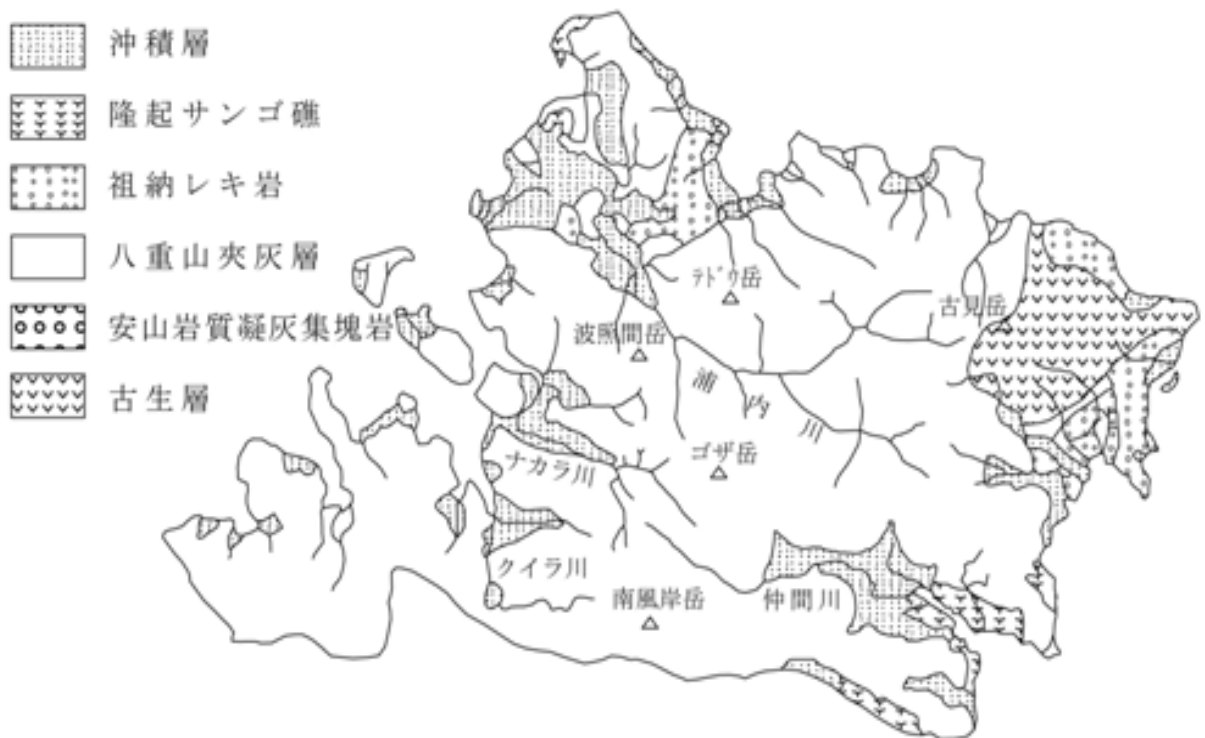 沖積層
隆起サンゴ礁
祖納レキ岩
八重山夾灰層
安山岩質凝灰集塊岩
古生層
テドウ岳
古見岳
波照間岳
浦内川
ゴザ岳
ナカラ川
クイラ川
南風岸岳
仲間川